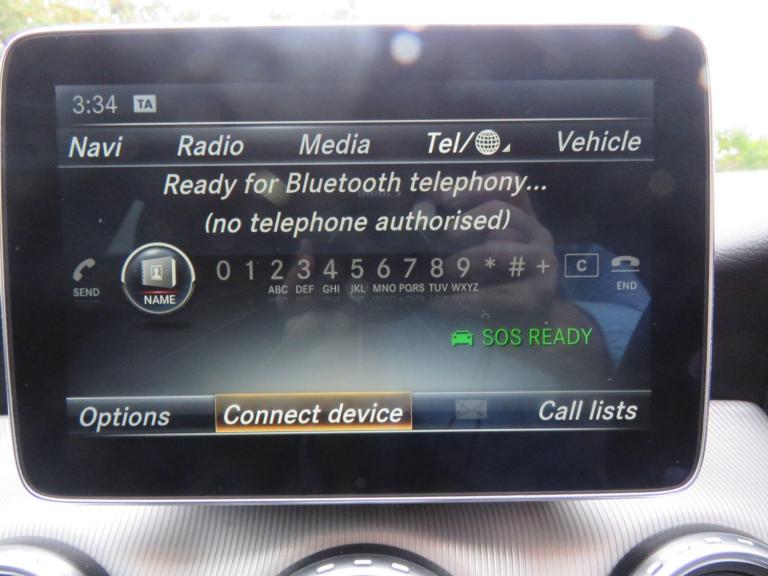 3:34 TA
Navi Radio Media Tel/ Vehicle
Ready for Bluetooth telephony...
(no telephone authorised)
SEND NAME 0 1 2 3 4 5 6 7 8 9 * # + C END
ABC DEF GHI JKL MNO PQRS TUV WXYZ
SOS READY
Options Connect device Call lists